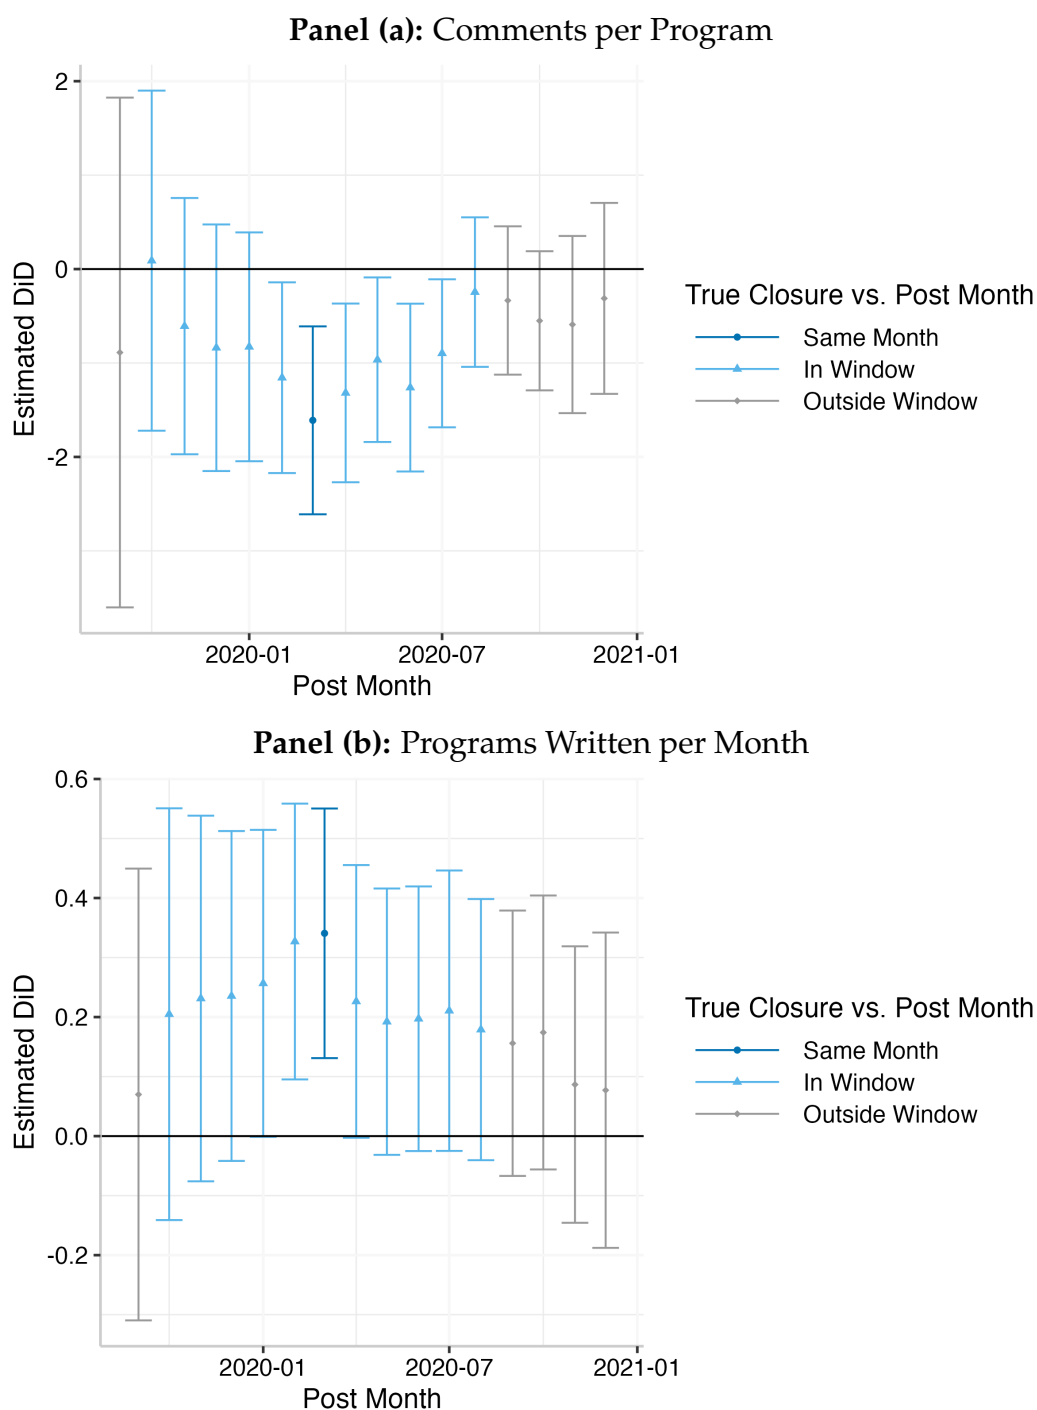 Panel (a): Comments per Program
2
0
-2
Estimated DiD
2020-01 2020-07 2021-01
Post Month
True Closure vs. Post Month
Same Month
In Window
Outside Window
Panel (b): Programs Written per Month
0.6
0.4
0.2
0.0
-0.2
Estimated DiD
2020-01 2020-07 2021-01
Post Month
True Closure vs. Post Month
Same Month
In Window
Outside Window